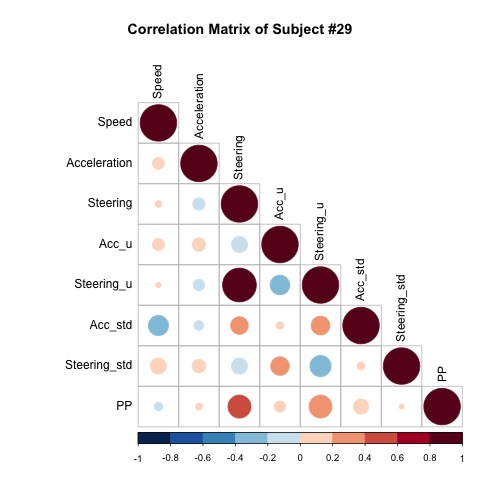 Correlation Matrix of Subject #29
Speed
Acceleration
Steering
Acc_u
Steering_u
Acc_std
Steering_std
PP
Speed
Acceleration
Steering
Acc_u
Steering_u
Acc_std
Steering_std
PP
-1 -0.8 -0.6 -0.4 -0.2 0 0.2 0.4 0.6 0.8 1